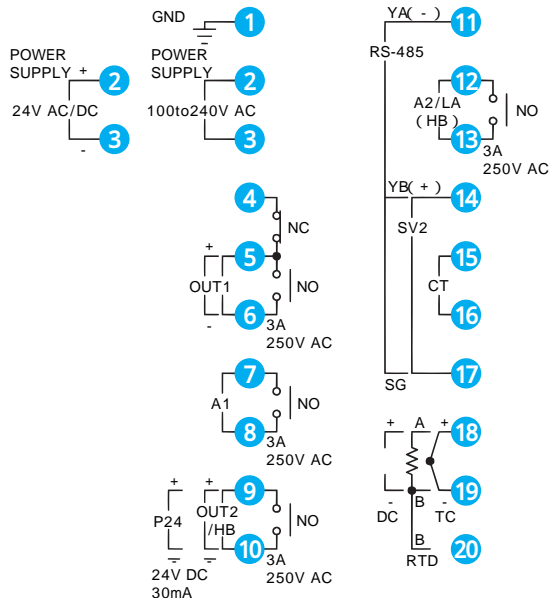 GND
1
POWER
SUPPLY +
2
24V AC/DC
-
3
POWER
SUPPLY
2
100to240V AC
3
4
NC
+
5
OUT1
NO
-
6
3A
250V AC
7
A1
NO
8
3A
250V AC
+
P24
24V DC
30mA
+
9
OUT2
/HB
NO
10
3A
250V AC
YA( - )
11
RS-485
12
A2/LA
(HB)
NO
13
3A
250V AC
YB( + )
14
SV2
15
CT
16
17
SG
+
A
+
18
-
DC
B
-
TC
19
B
RTD
20